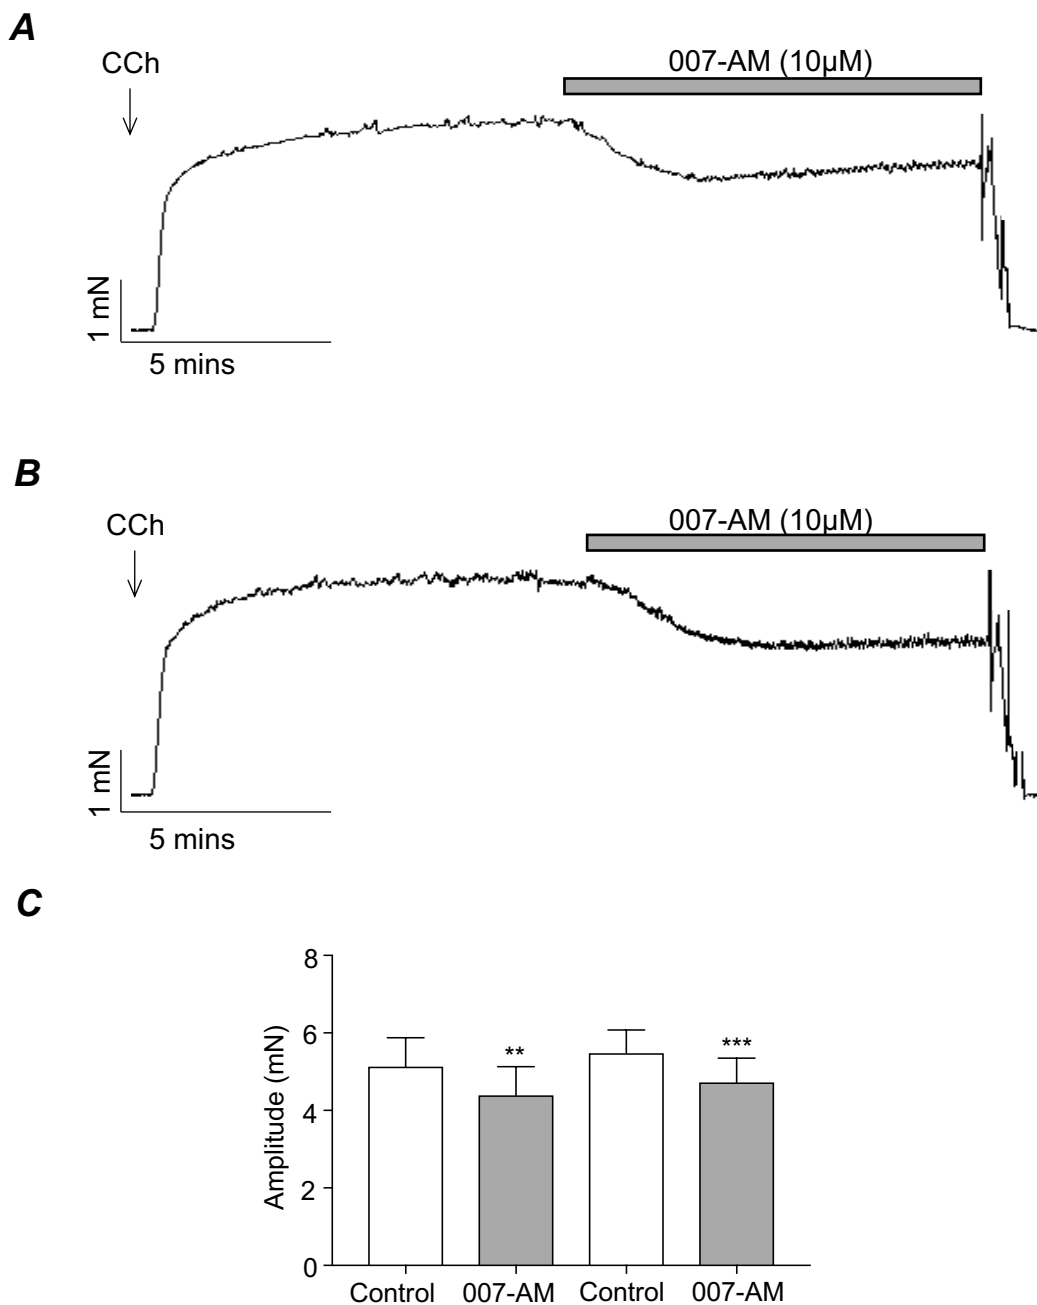 A
CCh
007-AM (10µM)
1 mN
5 mins
B
CCh
007-AM (10µM)
1 mN
5 mins
C
Amplitude (mN)
8
6
4
2
0
**
***
Control 007-AM Control 007-AM